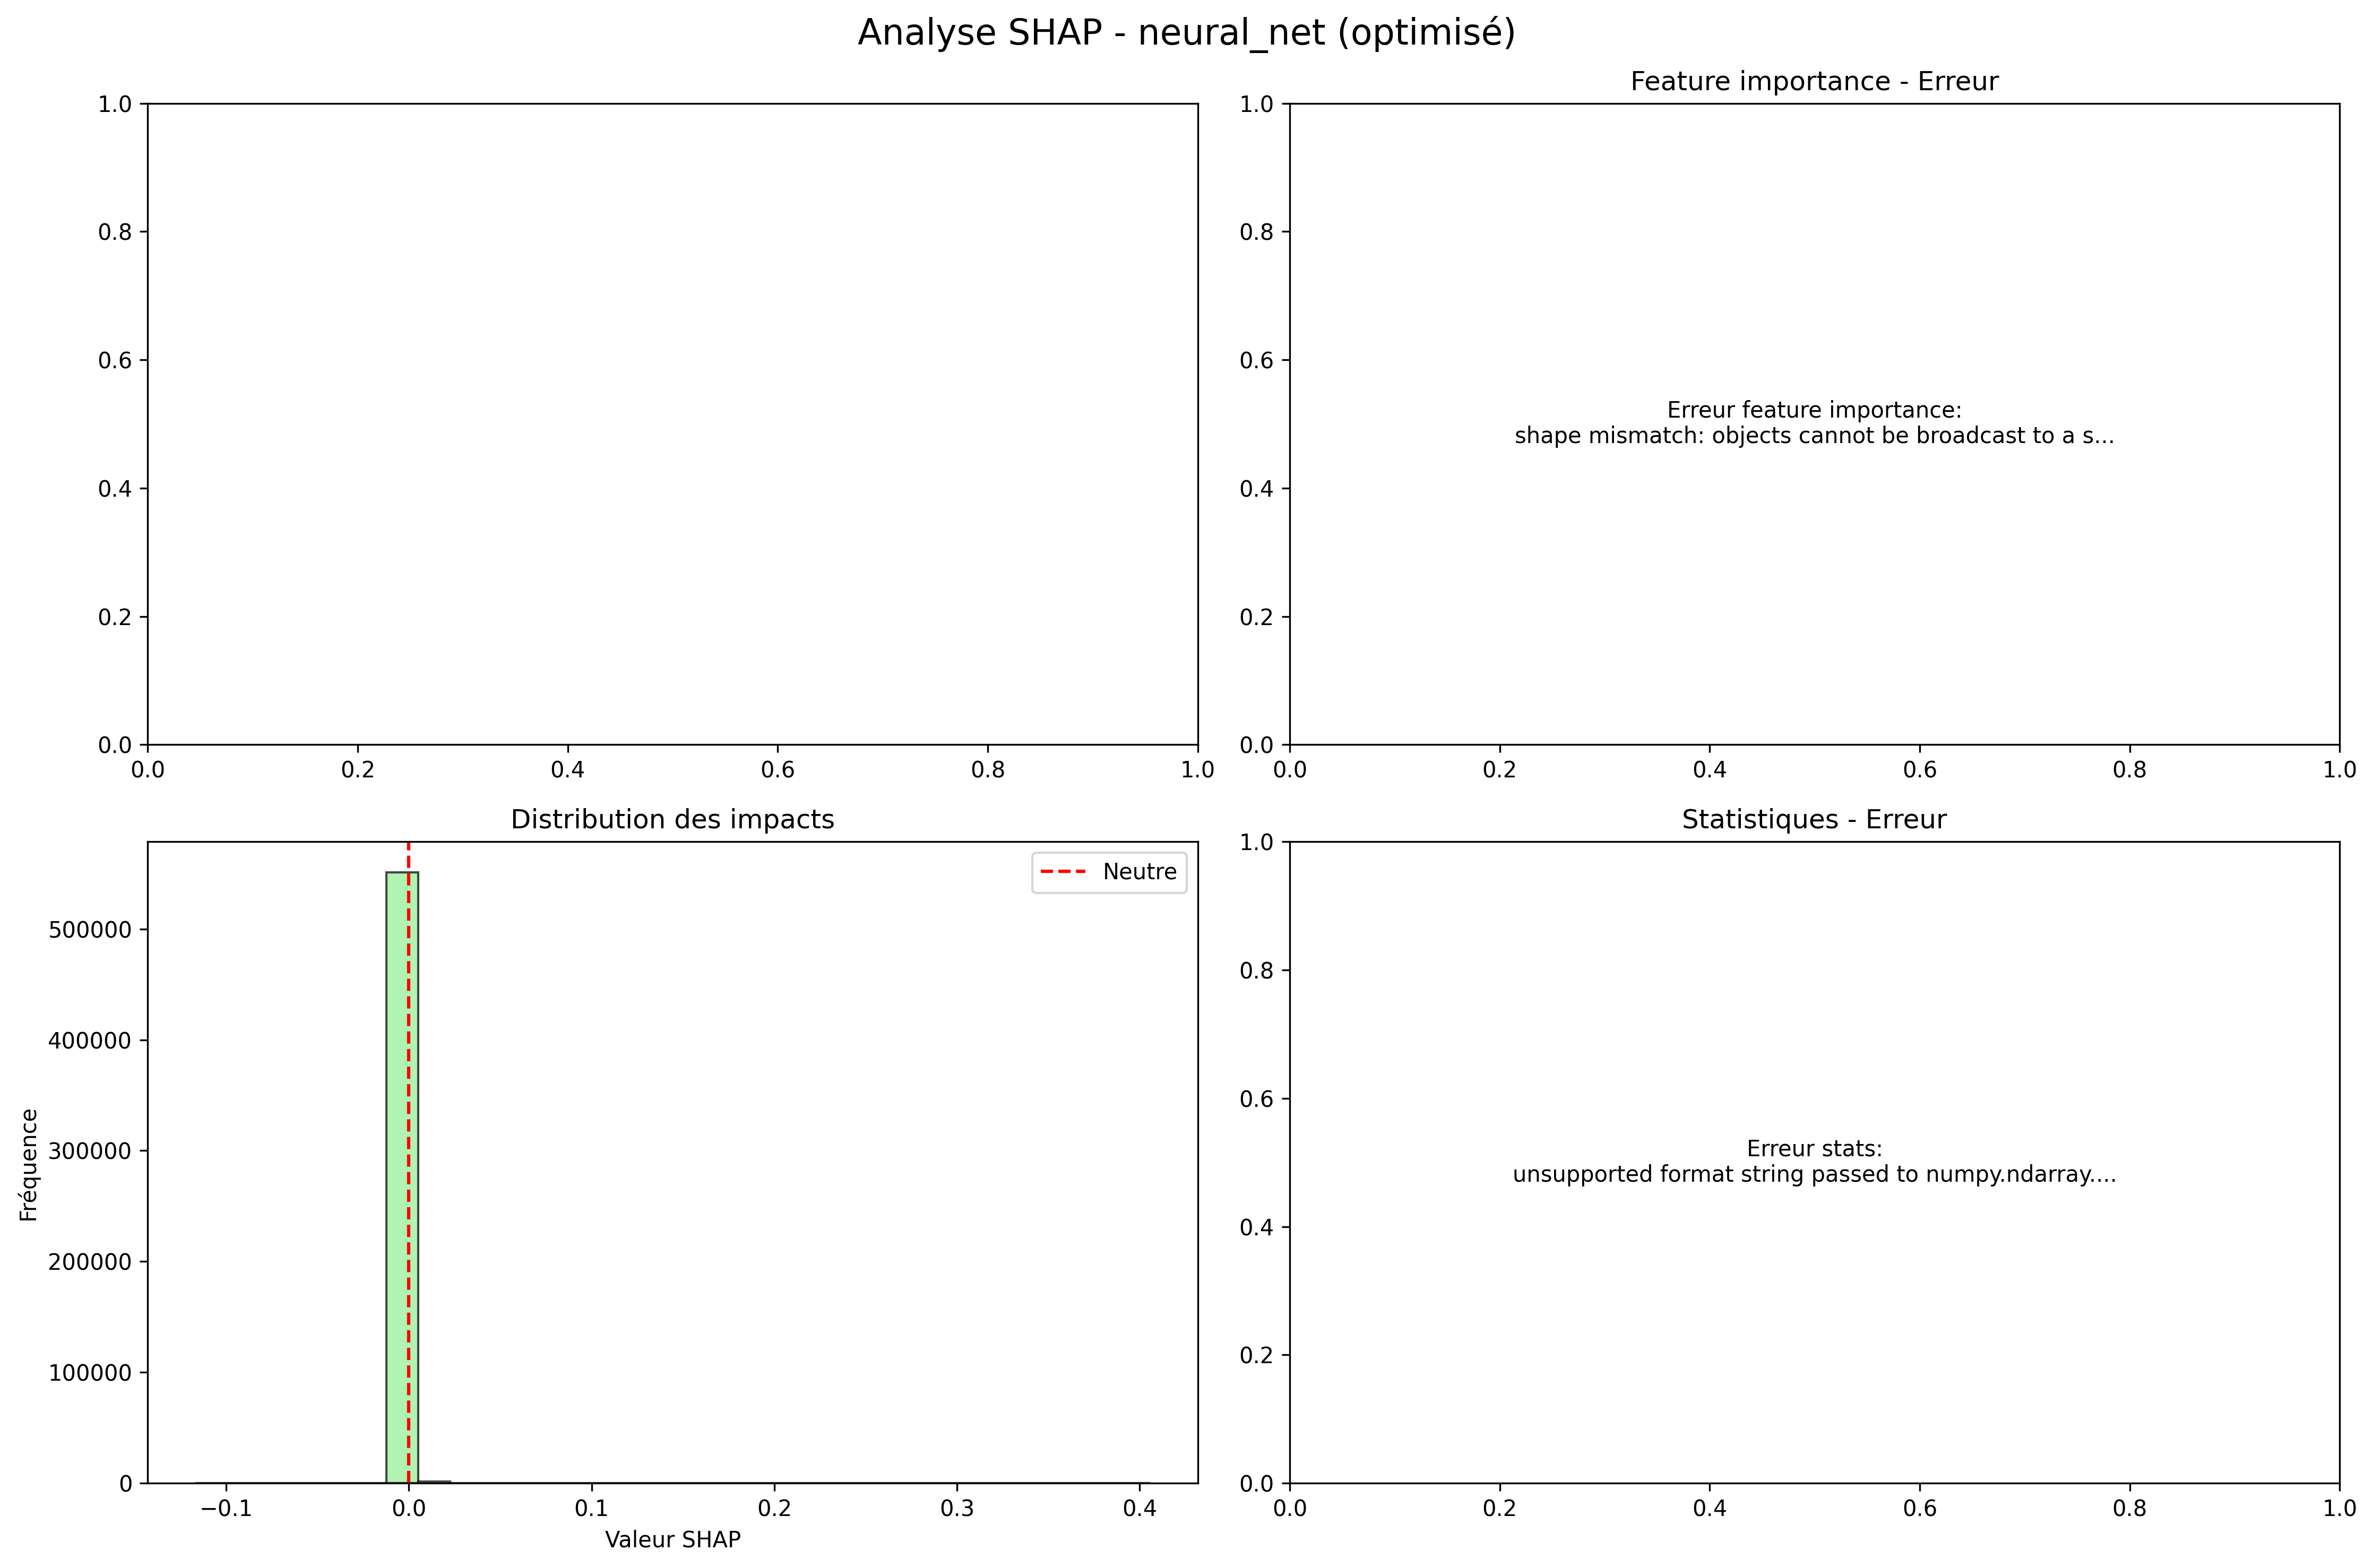 Analyse SHAP - neural_net (optimisé)
1.0
0.8
0.6
0.4
0.2
0.0
0.0 0.2 0.4 0.6 0.8 1.0
Feature importance - Erreur
1.0
0.8
0.6
0.4
0.2
0.0
Erreur feature importance:
shape mismatch: objects cannot be broadcast to a s...
0.0 0.2 0.4 0.6 0.8 1.0
Distribution des impacts
Neutre
Fréquence
500000
400000
300000
200000
100000
0
−0.1 0.0 0.1 0.2 0.3 0.4
Valeur SHAP
Statistiques - Erreur
1.0
0.8
0.6
0.4
0.2
0.0
Erreur stats:
unsupported format string passed to numpy.ndarray....
0.0 0.2 0.4 0.6 0.8 1.0